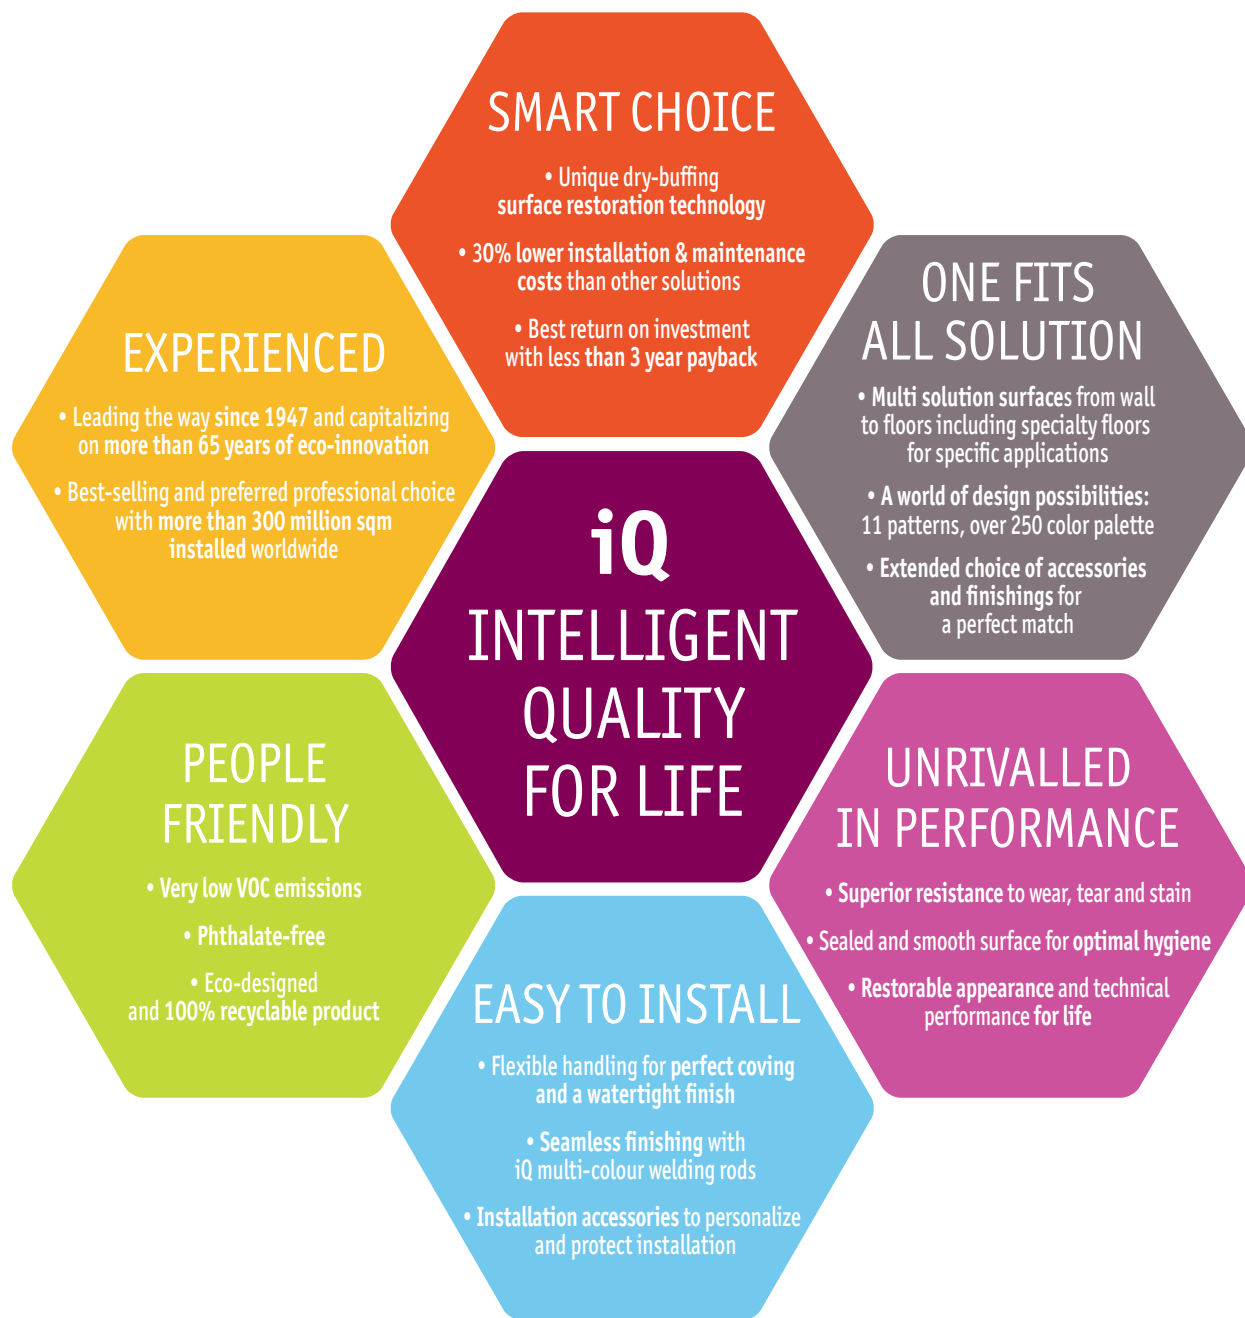 SMART CHOICE
• Unique dry-buffing
surface restoration technology
• 30% lower installation & maintenance
costs than other solutions
• Best return on investment
with less than 3 year payback
EXPERIENCED
• Leading the way since 1947 and capitalizing
on more than 65 years of eco-innovation
• Best-selling and preferred professional choice
with more than 300 million sqm
installed worldwide
ONE FITS
ALL SOLUTION
• Multi solution surfaces from wall
to floors including specialty floors
for specific applications
• A world of design possibilities:
11 patterns, over 250 color palette
• Extended choice of accessories
and finishings for
a perfect match
iQ
INTELLIGENT
QUALITY
FOR LIFE
PEOPLE
FRIENDLY
• Very low VOC emissions
• Phthalate-free
• Eco-designed
and 100% recyclable product
UNRIVALLED
IN PERFORMANCE
• Superior resistance to wear, tear and stain
• Sealed and smooth surface for optimal hygiene
• Restorable appearance and technical
performance for life
EASY TO INSTALL
• Flexible handling for perfect coving
and a watertight finish
• Seamless finishing with
iQ multi-colour welding rods
• Installation accessories to personalize
and protect installation